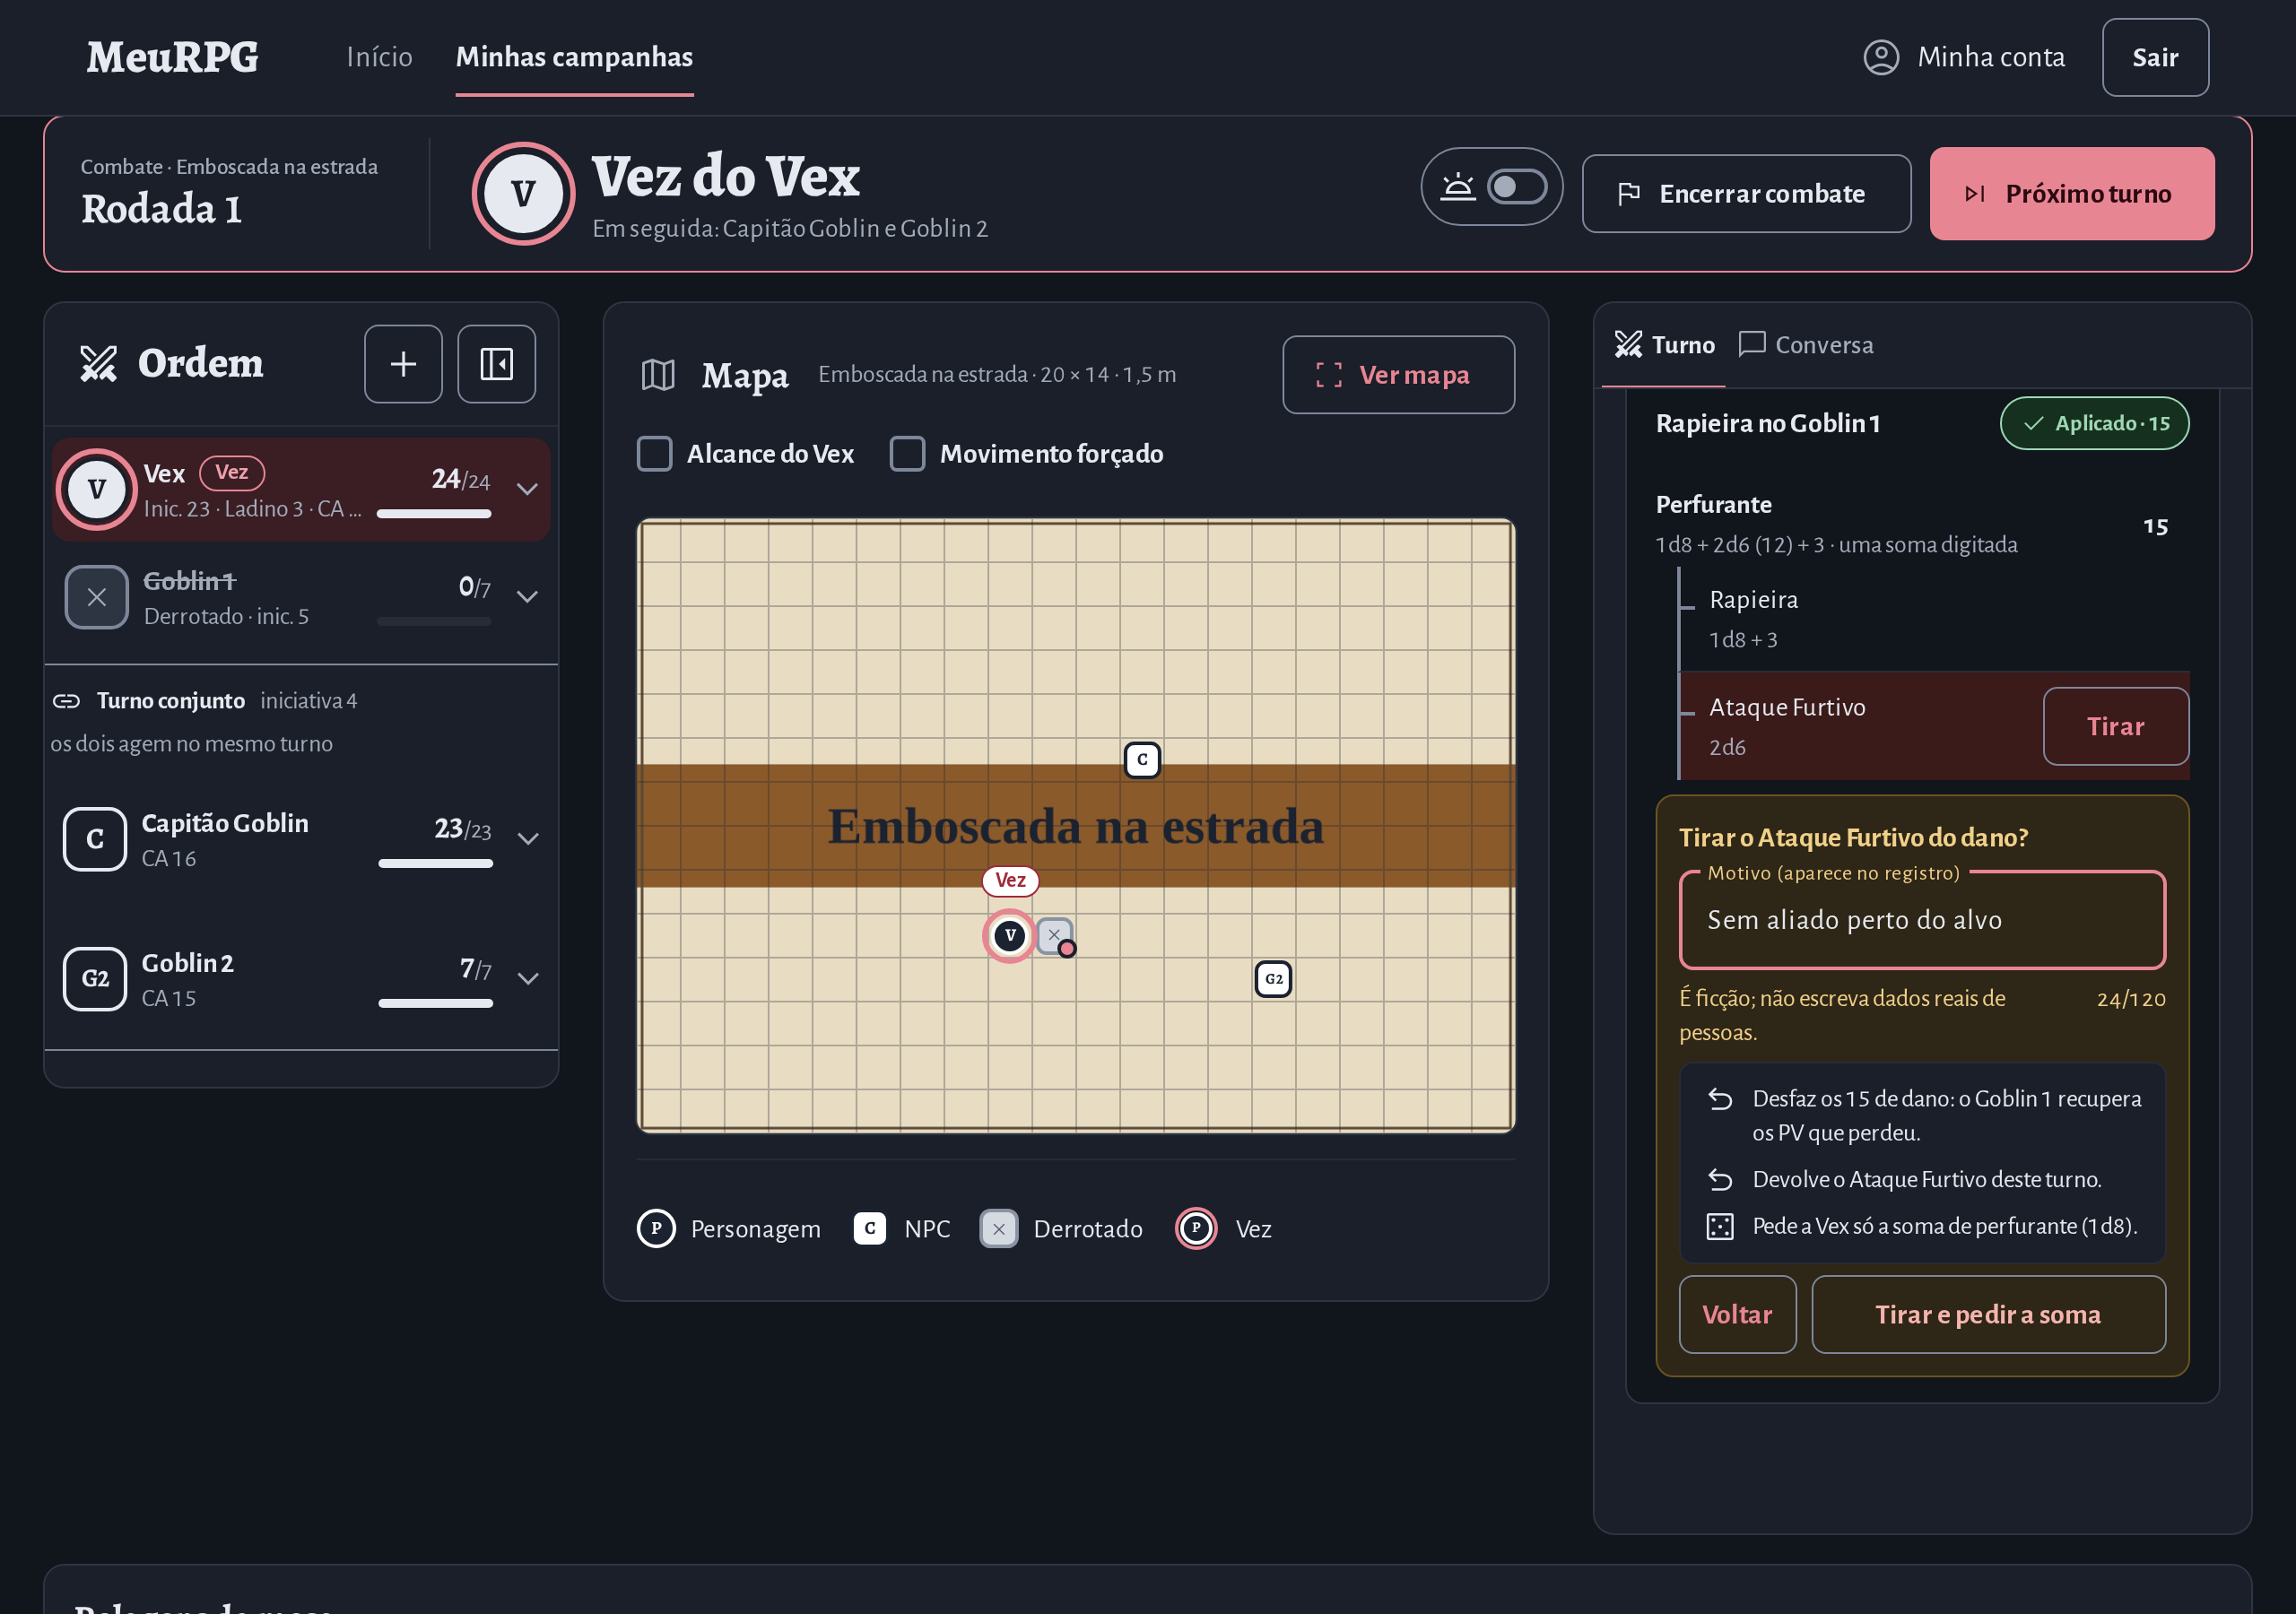 MeuRPG
Início
Minhas campanhas
Minha conta
Sair
Combate · Emboscada na estrada
Rodada 1
V
Vez do Vex
Em seguida: Capitão Goblin e Goblin 2
Encerrar combate
Próximo turno
Ordem
V
Vex
Vez
24/24
Inic. 23 · Ladino 3 · CA ...
Goblin 1
0/7
Derrotado · inic. 5
Turno conjunto
iniciativa 4
os dois agem no mesmo turno
C
Capitão Goblin
23/23
CA 16
G2
Goblin 2
7/7
CA 15
Mapa
Emboscada na estrada · 20 × 14 · 1,5 m
Ver mapa
Alcance do Vex
Movimento forçado
C
Emboscada na estrada
Vez
V
G2
P
Personagem
C
NPC
Derrotado
P
Vez
Turno
Conversa
Rapieira no Goblin 1
Aplicado · 15
Perfurante
1d8 + 2d6 (12) + 3 · uma soma digitada
15
Rapieira
1d8 + 3
Ataque Furtivo
2d6
Tirar
Tirar o Ataque Furtivo do dano?
Motivo (aparece no registro)
Sem aliado perto do alvo
É ficção; não escreva dados reais de
pessoas.
24/120
Desfaz os 15 de dano: o Goblin 1 recupera
os PV que perdeu.
Devolve o Ataque Furtivo deste turno.
Pede a Vex só a soma de perfurante (1d8).
Voltar
Tirar e pedir a soma